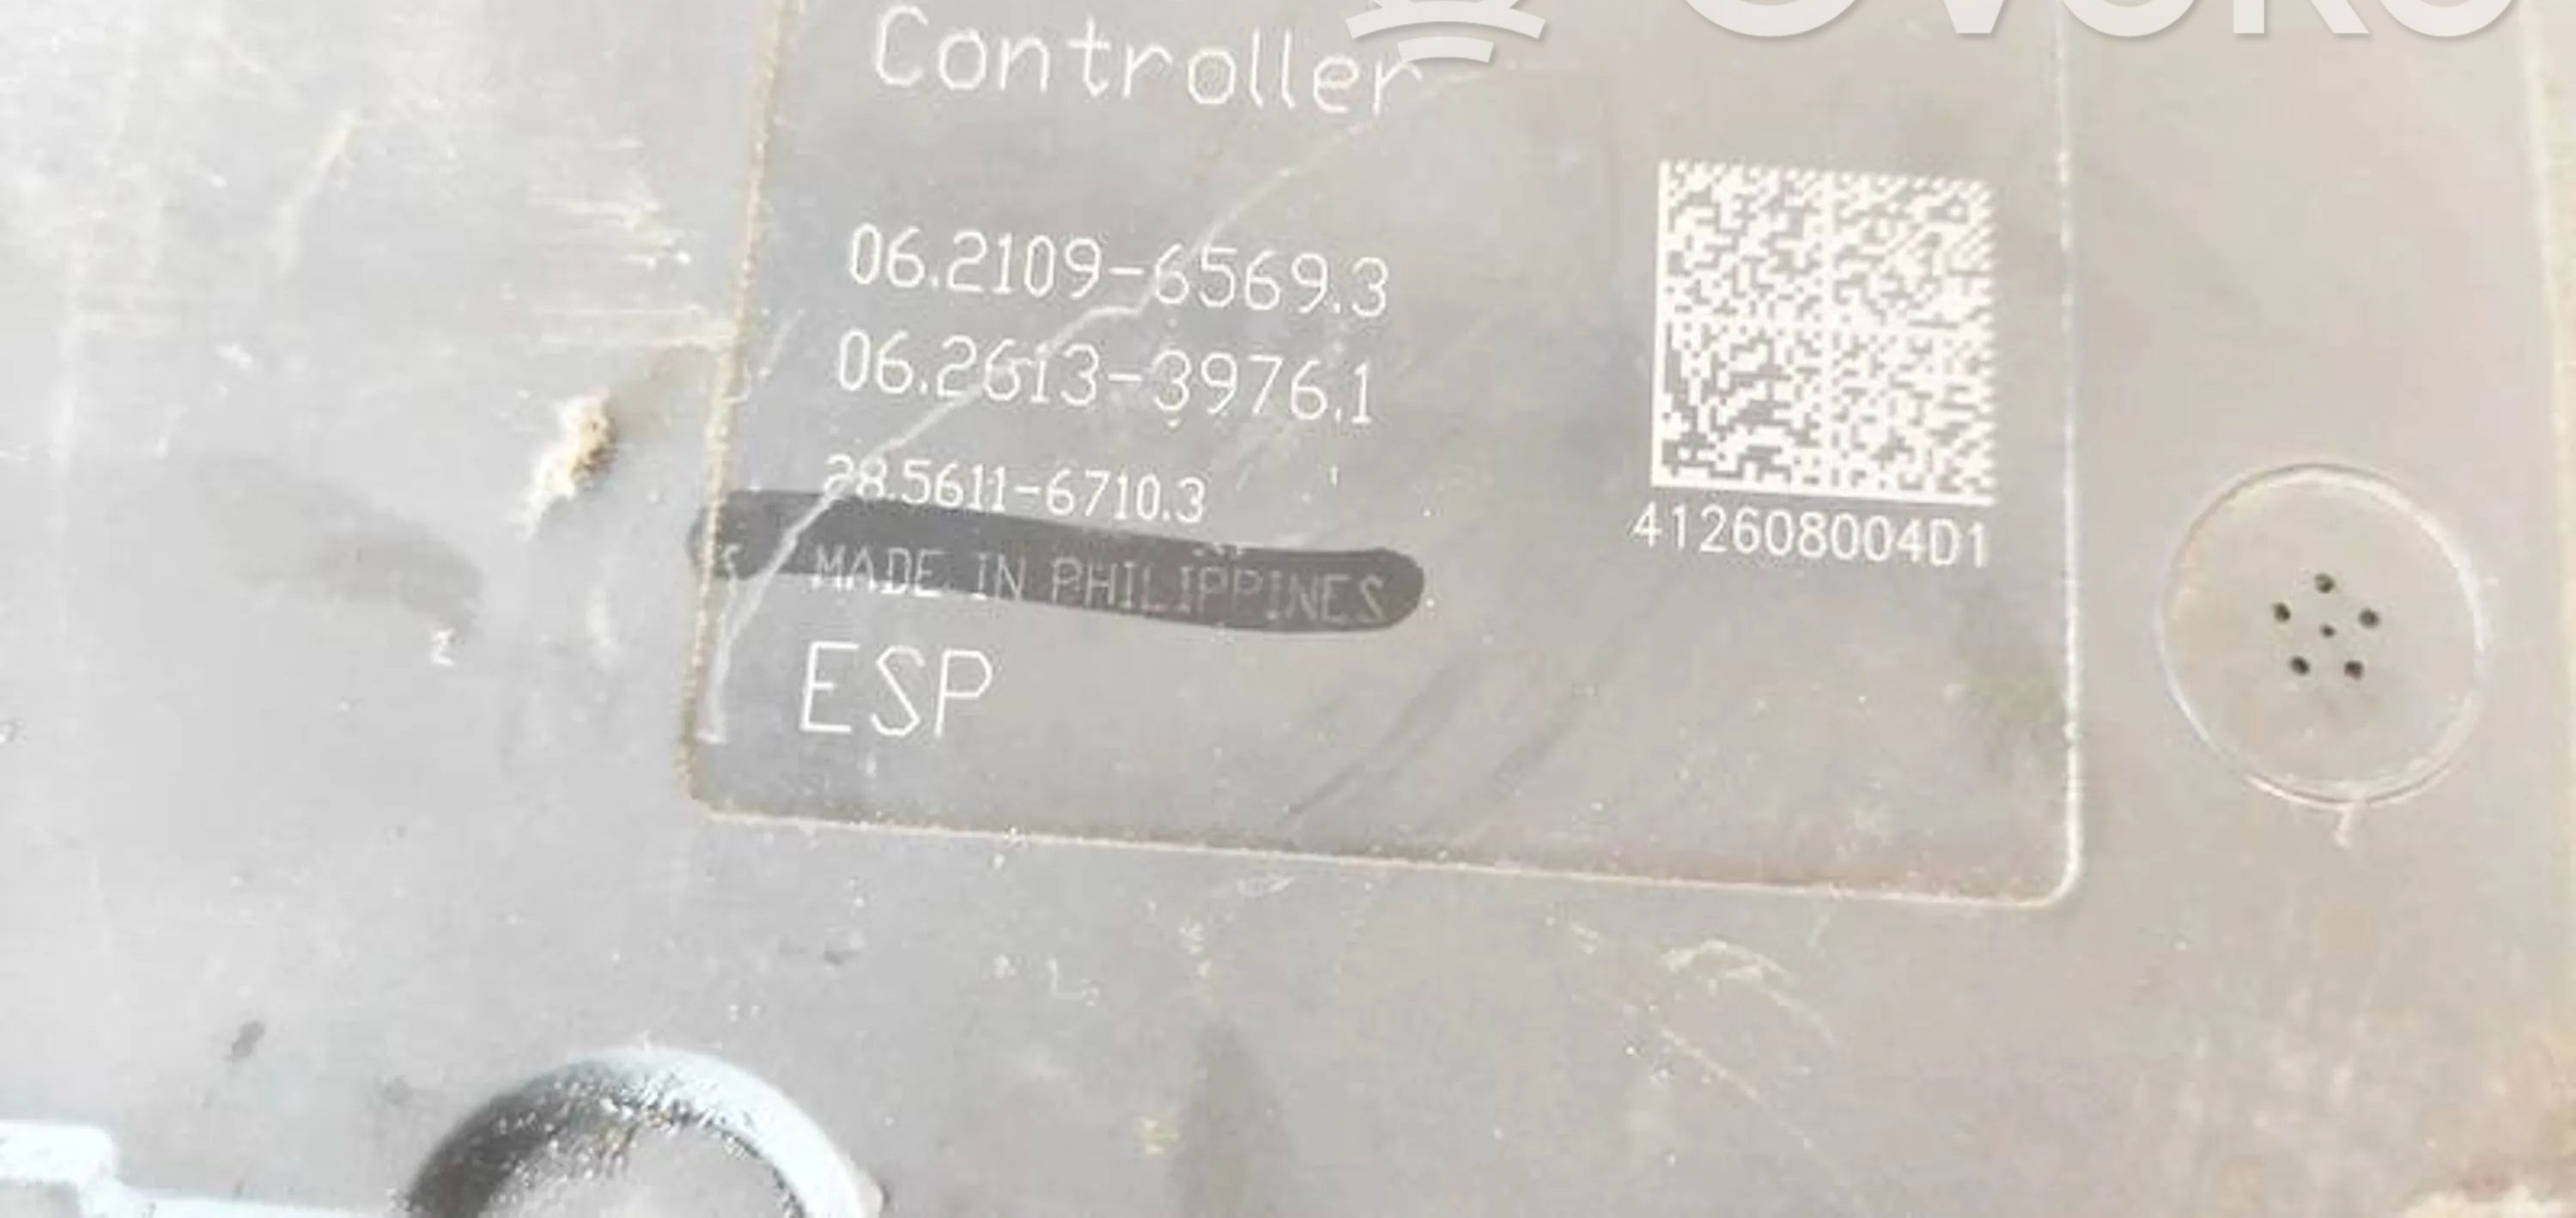 Controller
06.2109-6569.3
06.2613-3976.1
28.5611-6710.3
MADE IN PHILIPPINES
ESP
412608004D1